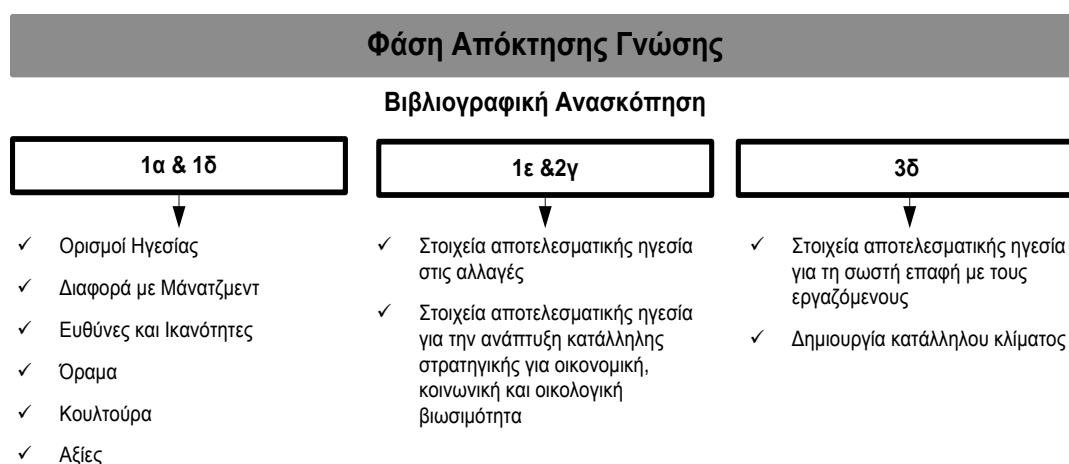 Φάση Απόκτησης Γνώσης
Βιβλιογραφική Ανασκόπηση
1α & 1δ
✓ Ορισμοί Ηγεσίας
✓ Διαφορά με Μάνατζμεντ
✓ Ευθύνες και Ικανότητες
✓ Όραμα
✓ Κουλτούρα
✓ Αξίες
1ε &2γ
✓ Στοιχεία αποτελεσματικής ηγεσία
στις αλλαγές
✓ Στοιχεία αποτελεσματικής ηγεσία
για την ανάπτυξη κατάλληλης
στρατηγικής για οικονομική,
κοινωνική και οικολογική
βιωσιμότητα
3δ
✓ Στοιχεία αποτελεσματικής ηγεσία
για τη σωστή επαφή με τους
εργαζόμενους
✓ Δημιουργία κατάλληλου κλίματος